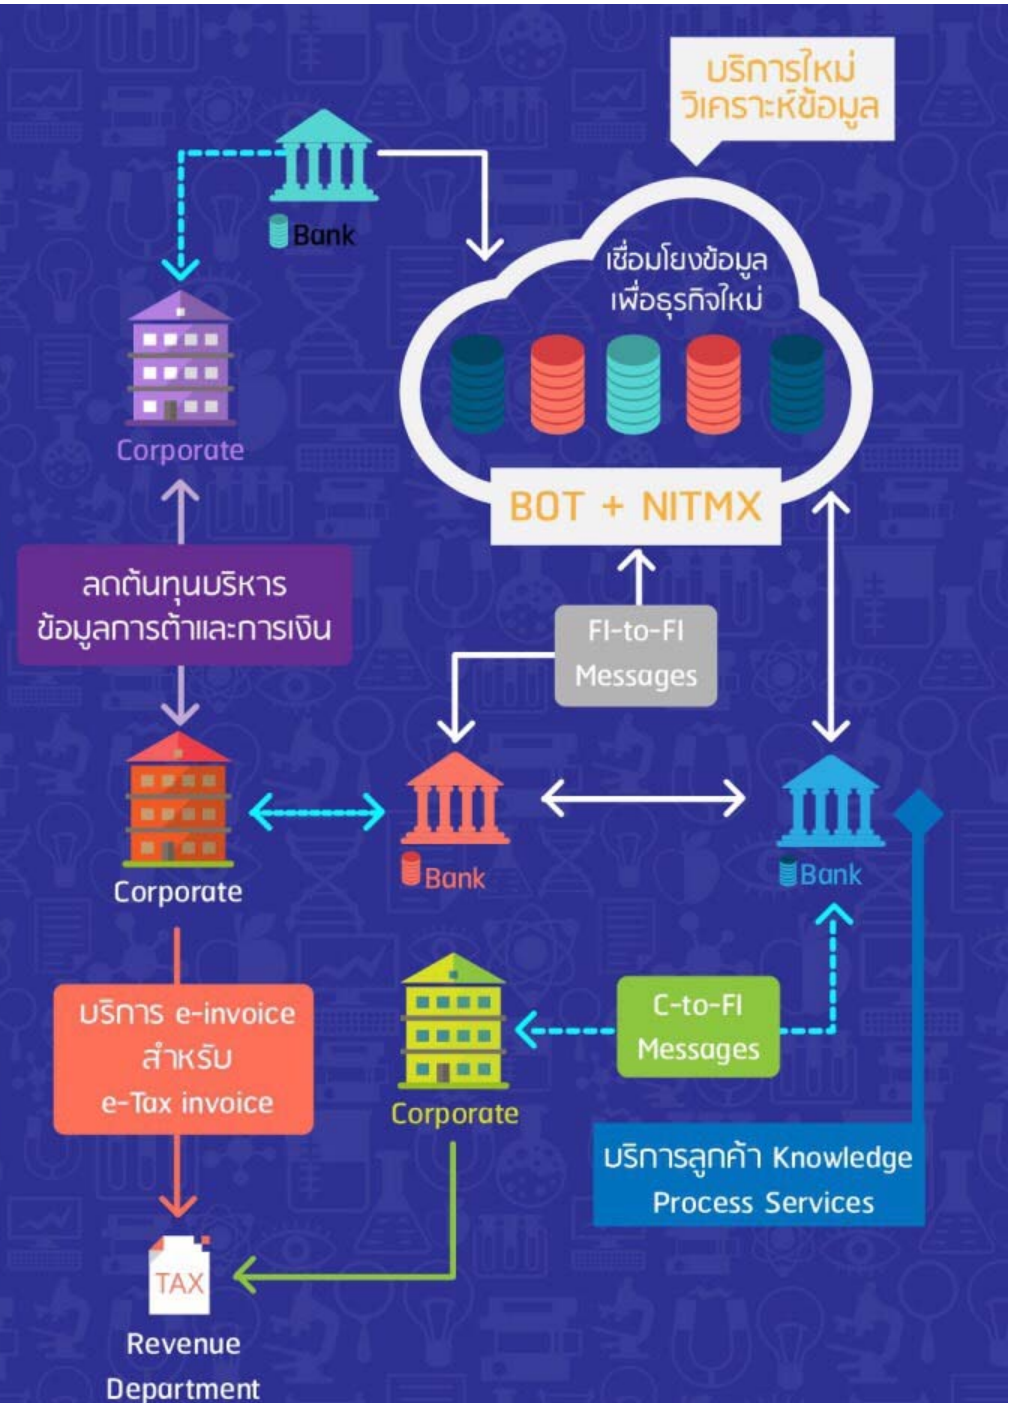 บริการใหม่
วิเคราะห์ข้อมูล
Bank
เชื่อมโยงข้อมูล
เพื่อธุรกิจใหม่
Corporate
BOT + NITMX
ลดต้นทุนบริหาร
ข้อมูลการต้าและการเงิน
FI-to-FI
Messages
Corporate
Bank
Bank
บริการ e-invoice
สำหรับ
e-Tax invoice
C-to-FI
Messages
Corporate
บริการลูกค้า Knowledge
Process Services
TAX
Revenue
Department